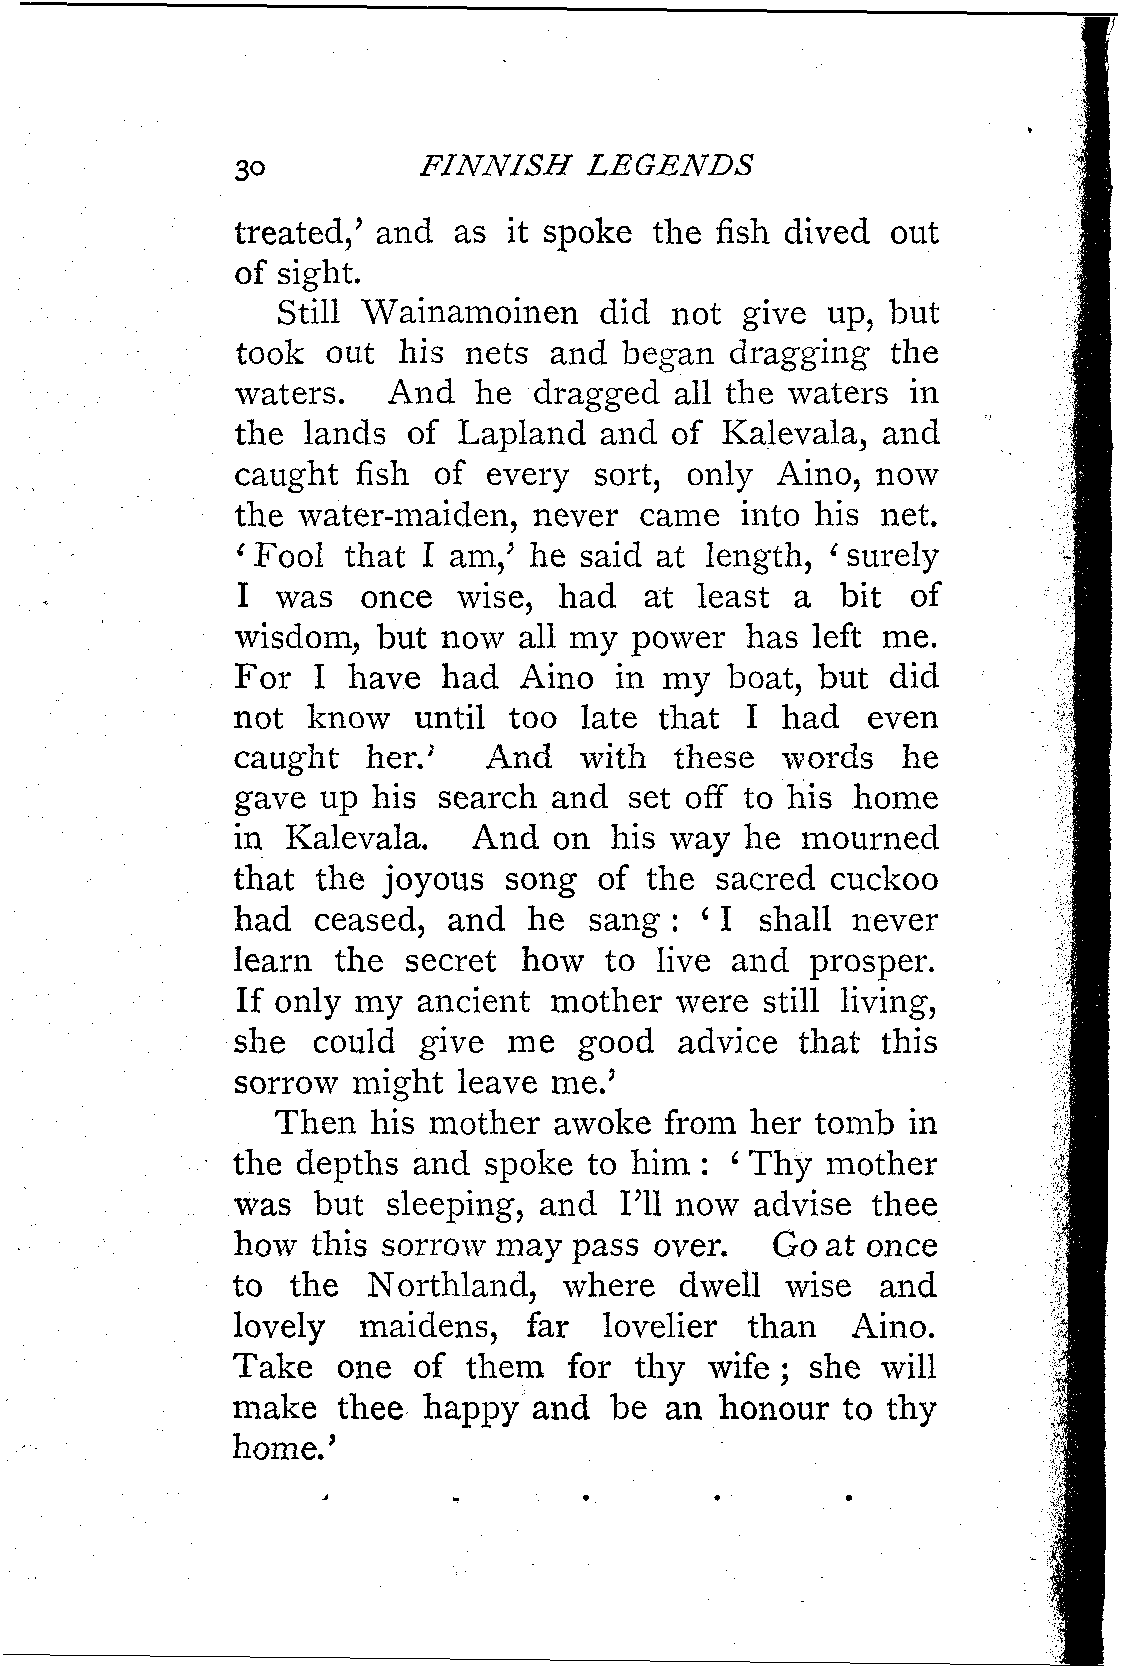 30 FINNISH LEGENDS
treated,' and as it spoke the fish dived out
of sight.
Still Wainamoinen did not give up, but
took out his nets and began dragging the
waters. And he dragged all the waters in
the lands of Lapland and of Kalevala, and
caught fish of every sort, only Aino, now
the water-maiden, never came into his net.
'Fool that I am,' he said at length, 'surely
I was once wise, had at least a bit of
wisdom, but now all my power has left me.
For I have had Aino in my boat, but did
not know until too late that I had even
caught her.' And with these words he
gave up his search and set off to his home
in Kalevala. And on his way he mourned
that the joyous song of the sacred cuckoo
had ceased, and he sang : 'I shall never
learn the secret how to live and prosper.
If only my ancient mother were still living,
she could give me good advice that this
sorrow might leave me.'
Then his mother awoke from her tomb in
the depths and spoke to him : 'Thy mother
was but sleeping, and I'll now advise thee
how this sorrow may pass over. Go at once
to the Northland, where dwell wise and
lovely maidens, far lovelier than Aino.
Take one of them for thy wife ; she will
make thee happy and be an honour to thy
home.'
. . . . .